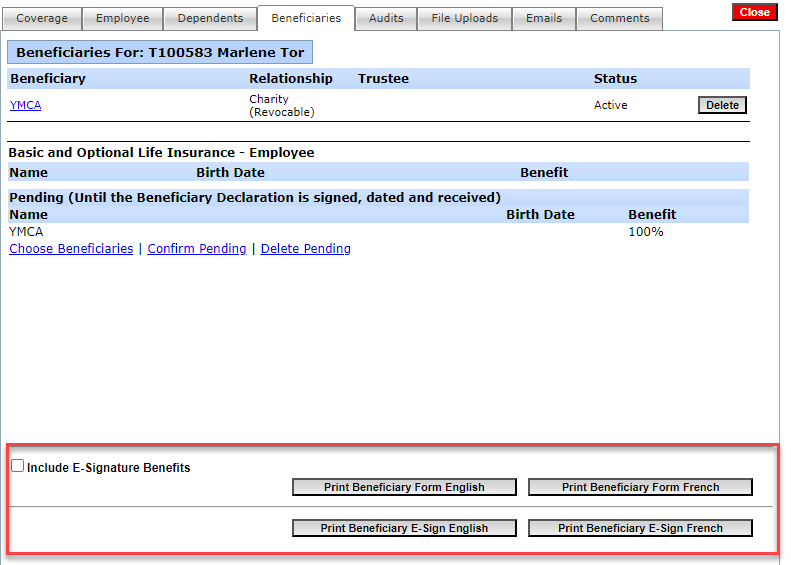 Coverage Employee Dependents Beneficiaries Audits File Uploads Emails Comments Close
Beneficiaries For: T100583 Marlene Tor
Beneficiary Relationship Trustee Status
YMCA Charity (Revocable) Active Delete
Basic and Optional Life Insurance - Employee
Name Birth Date Benefit
Pending (Until the Beneficiary Declaration is signed, dated and received)
Name Birth Date Benefit
YMCA 100%
Choose Beneficiaries | Confirm Pending | Delete Pending
Include E-Signature Benefits
Print Beneficiary Form English Print Beneficiary Form French
Print Beneficiary E-Sign English Print Beneficiary E-Sign French